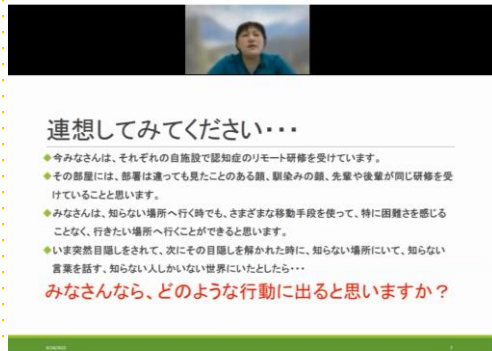 連想してみてください・・・
◆今みなさんは、それぞれの自施設で認知症のリモート研修を受けています。
◆その部屋には、部署は違っても見たことのある顔、馴染みの顔、先輩や後輩が同じ研修を受
けていることと思います。
◆みなさんは、知らない場所へ行く時でも、さまざまな移動手段を使って、特に困難さを感じる
ことなく、行きたい場所へ行くことができると思います。
◆いま突然目隠しをされて、次にその目隠しを解かれた時に、知らない場所にいて、知らない
言葉を話す、知らない人しかいない世界にいたとしたら・・・
みなさんなら、どのような行動に出ると思いますか？